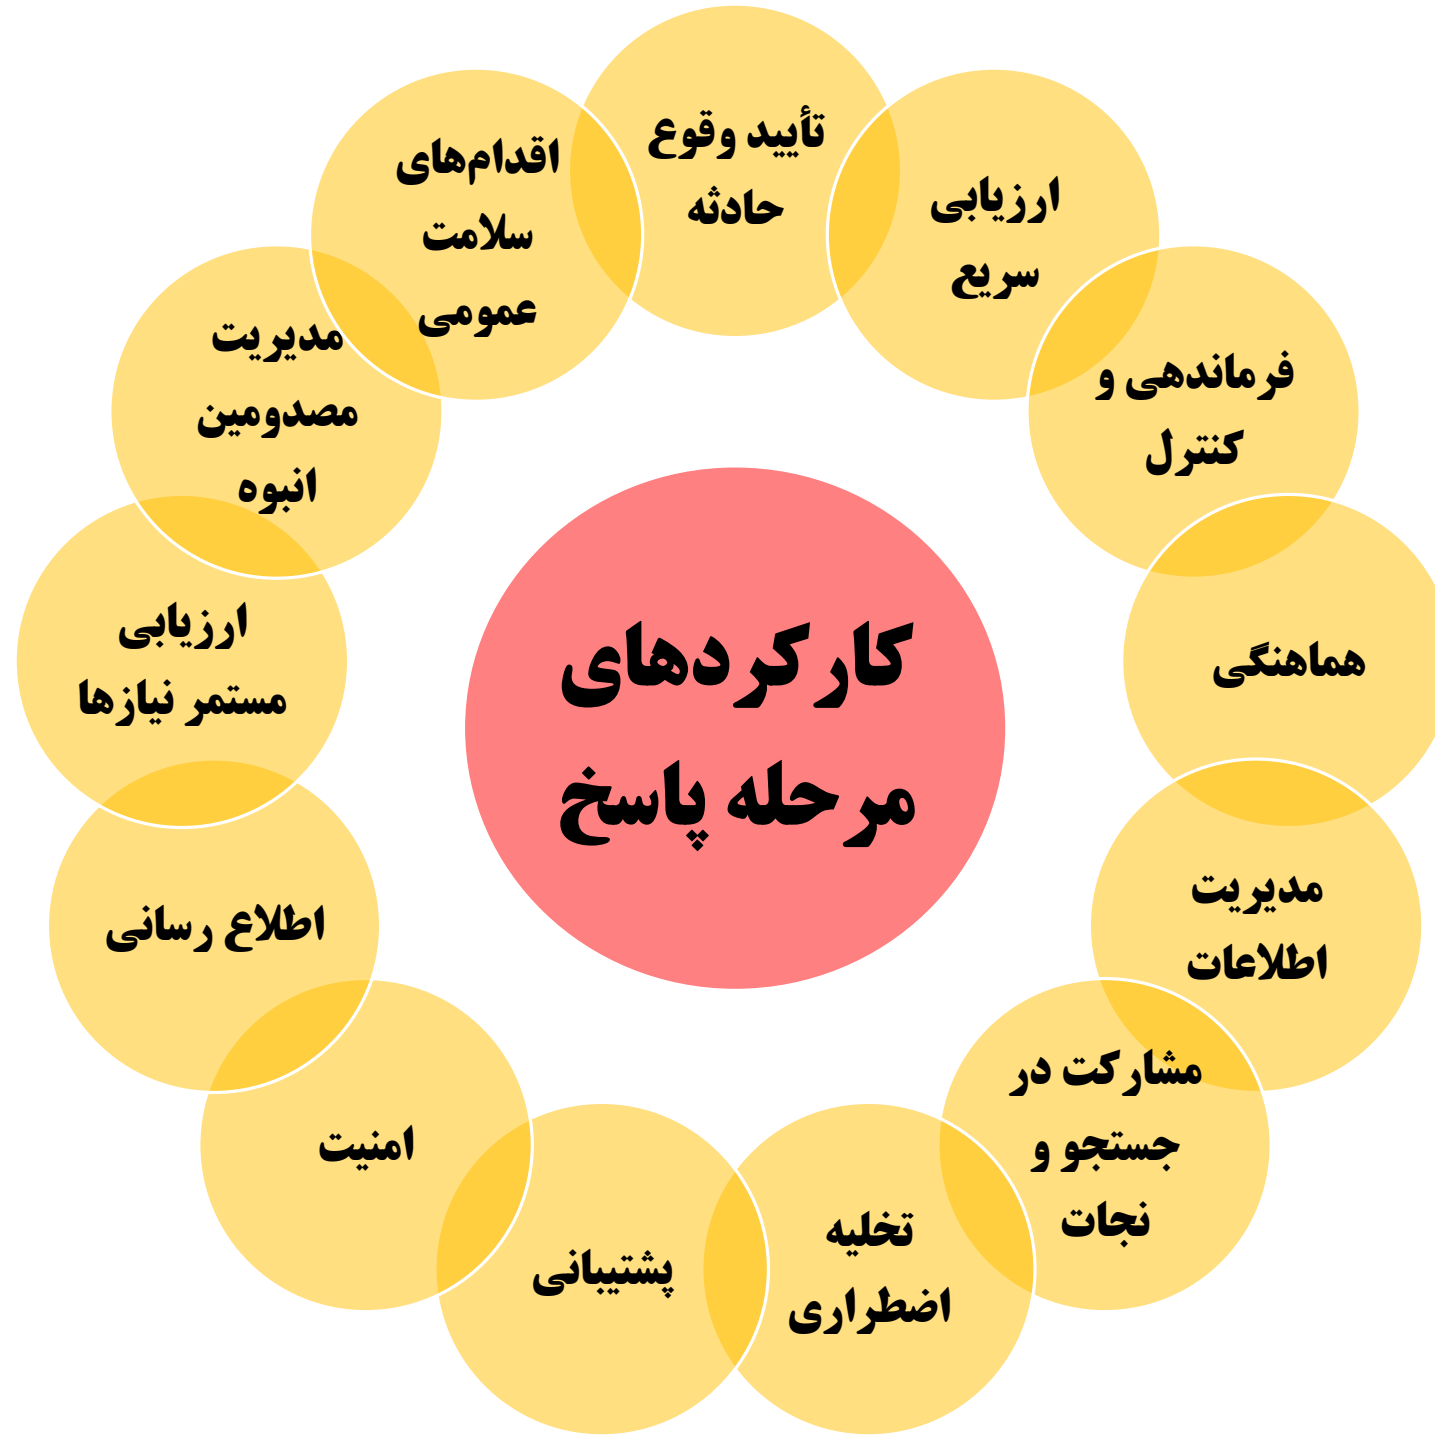 کارکردهای
مرحله پاسخ
تأیید وقوع
حادثه
ارزیابی
سریع
فرماندهی و
کنترل
هماهنگی
مدیریت
اطلاعات
مشارکت در
جستجو و
نجات
تخلیه
اضطراری
پشتیبانی
امنیت
اطلاع رسانی
ارزیابی
مستمر نیازها
مدیریت
مصدومین
انبوه
اقدام‌های
سلامت
عمومی